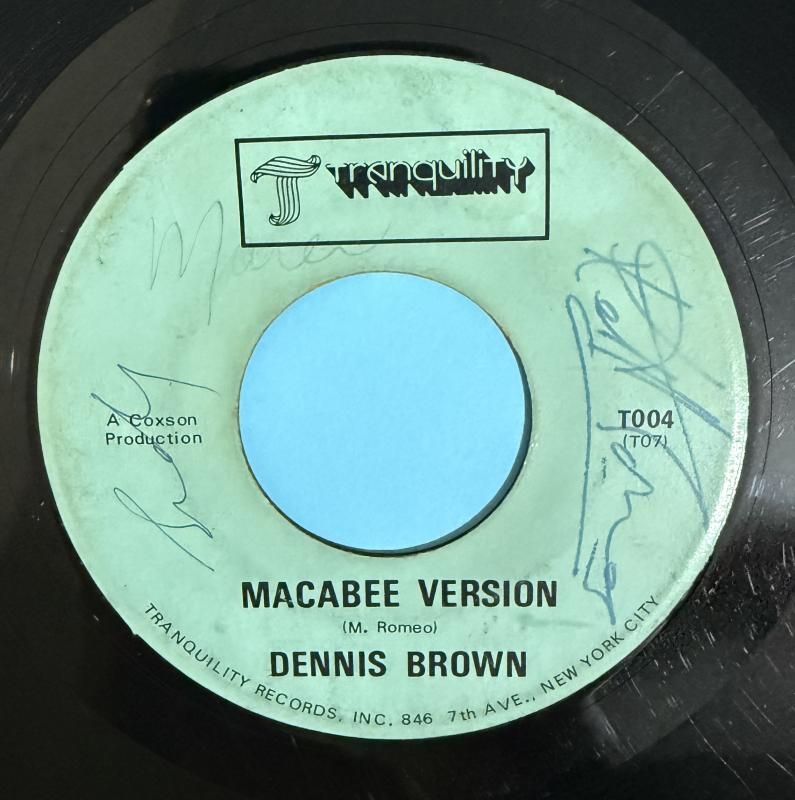 T Tranquility
A Coxson
Production
T004
(T07)
MACABEE VERSION
(M. Romeo)
DENNIS BROWN
TRANQUILITY RECORDS, INC. 846 7th AVE., NEW YORK CITY